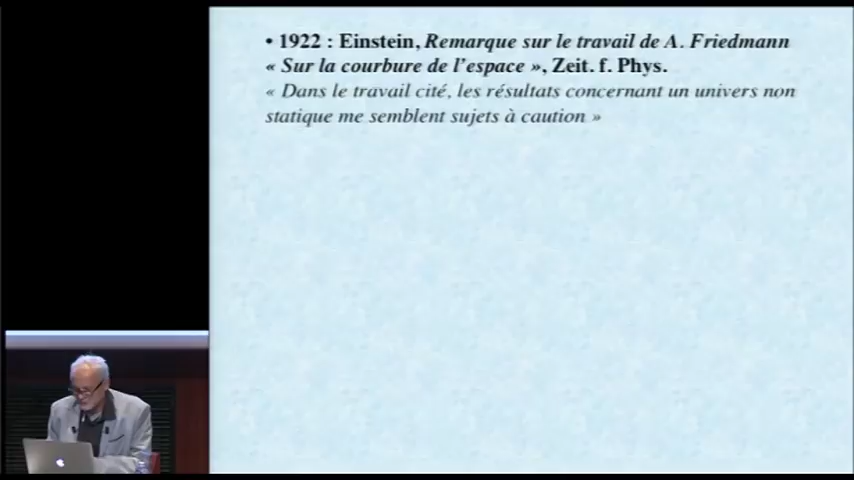 • 1922 : Einstein, Remarque sur le travail de A. Friedmann
« Sur la courbure de l'espace », Zeit. f. Phys.
« Dans le travail cité, les résultats concernant un univers non
statique me semblent sujets à caution »